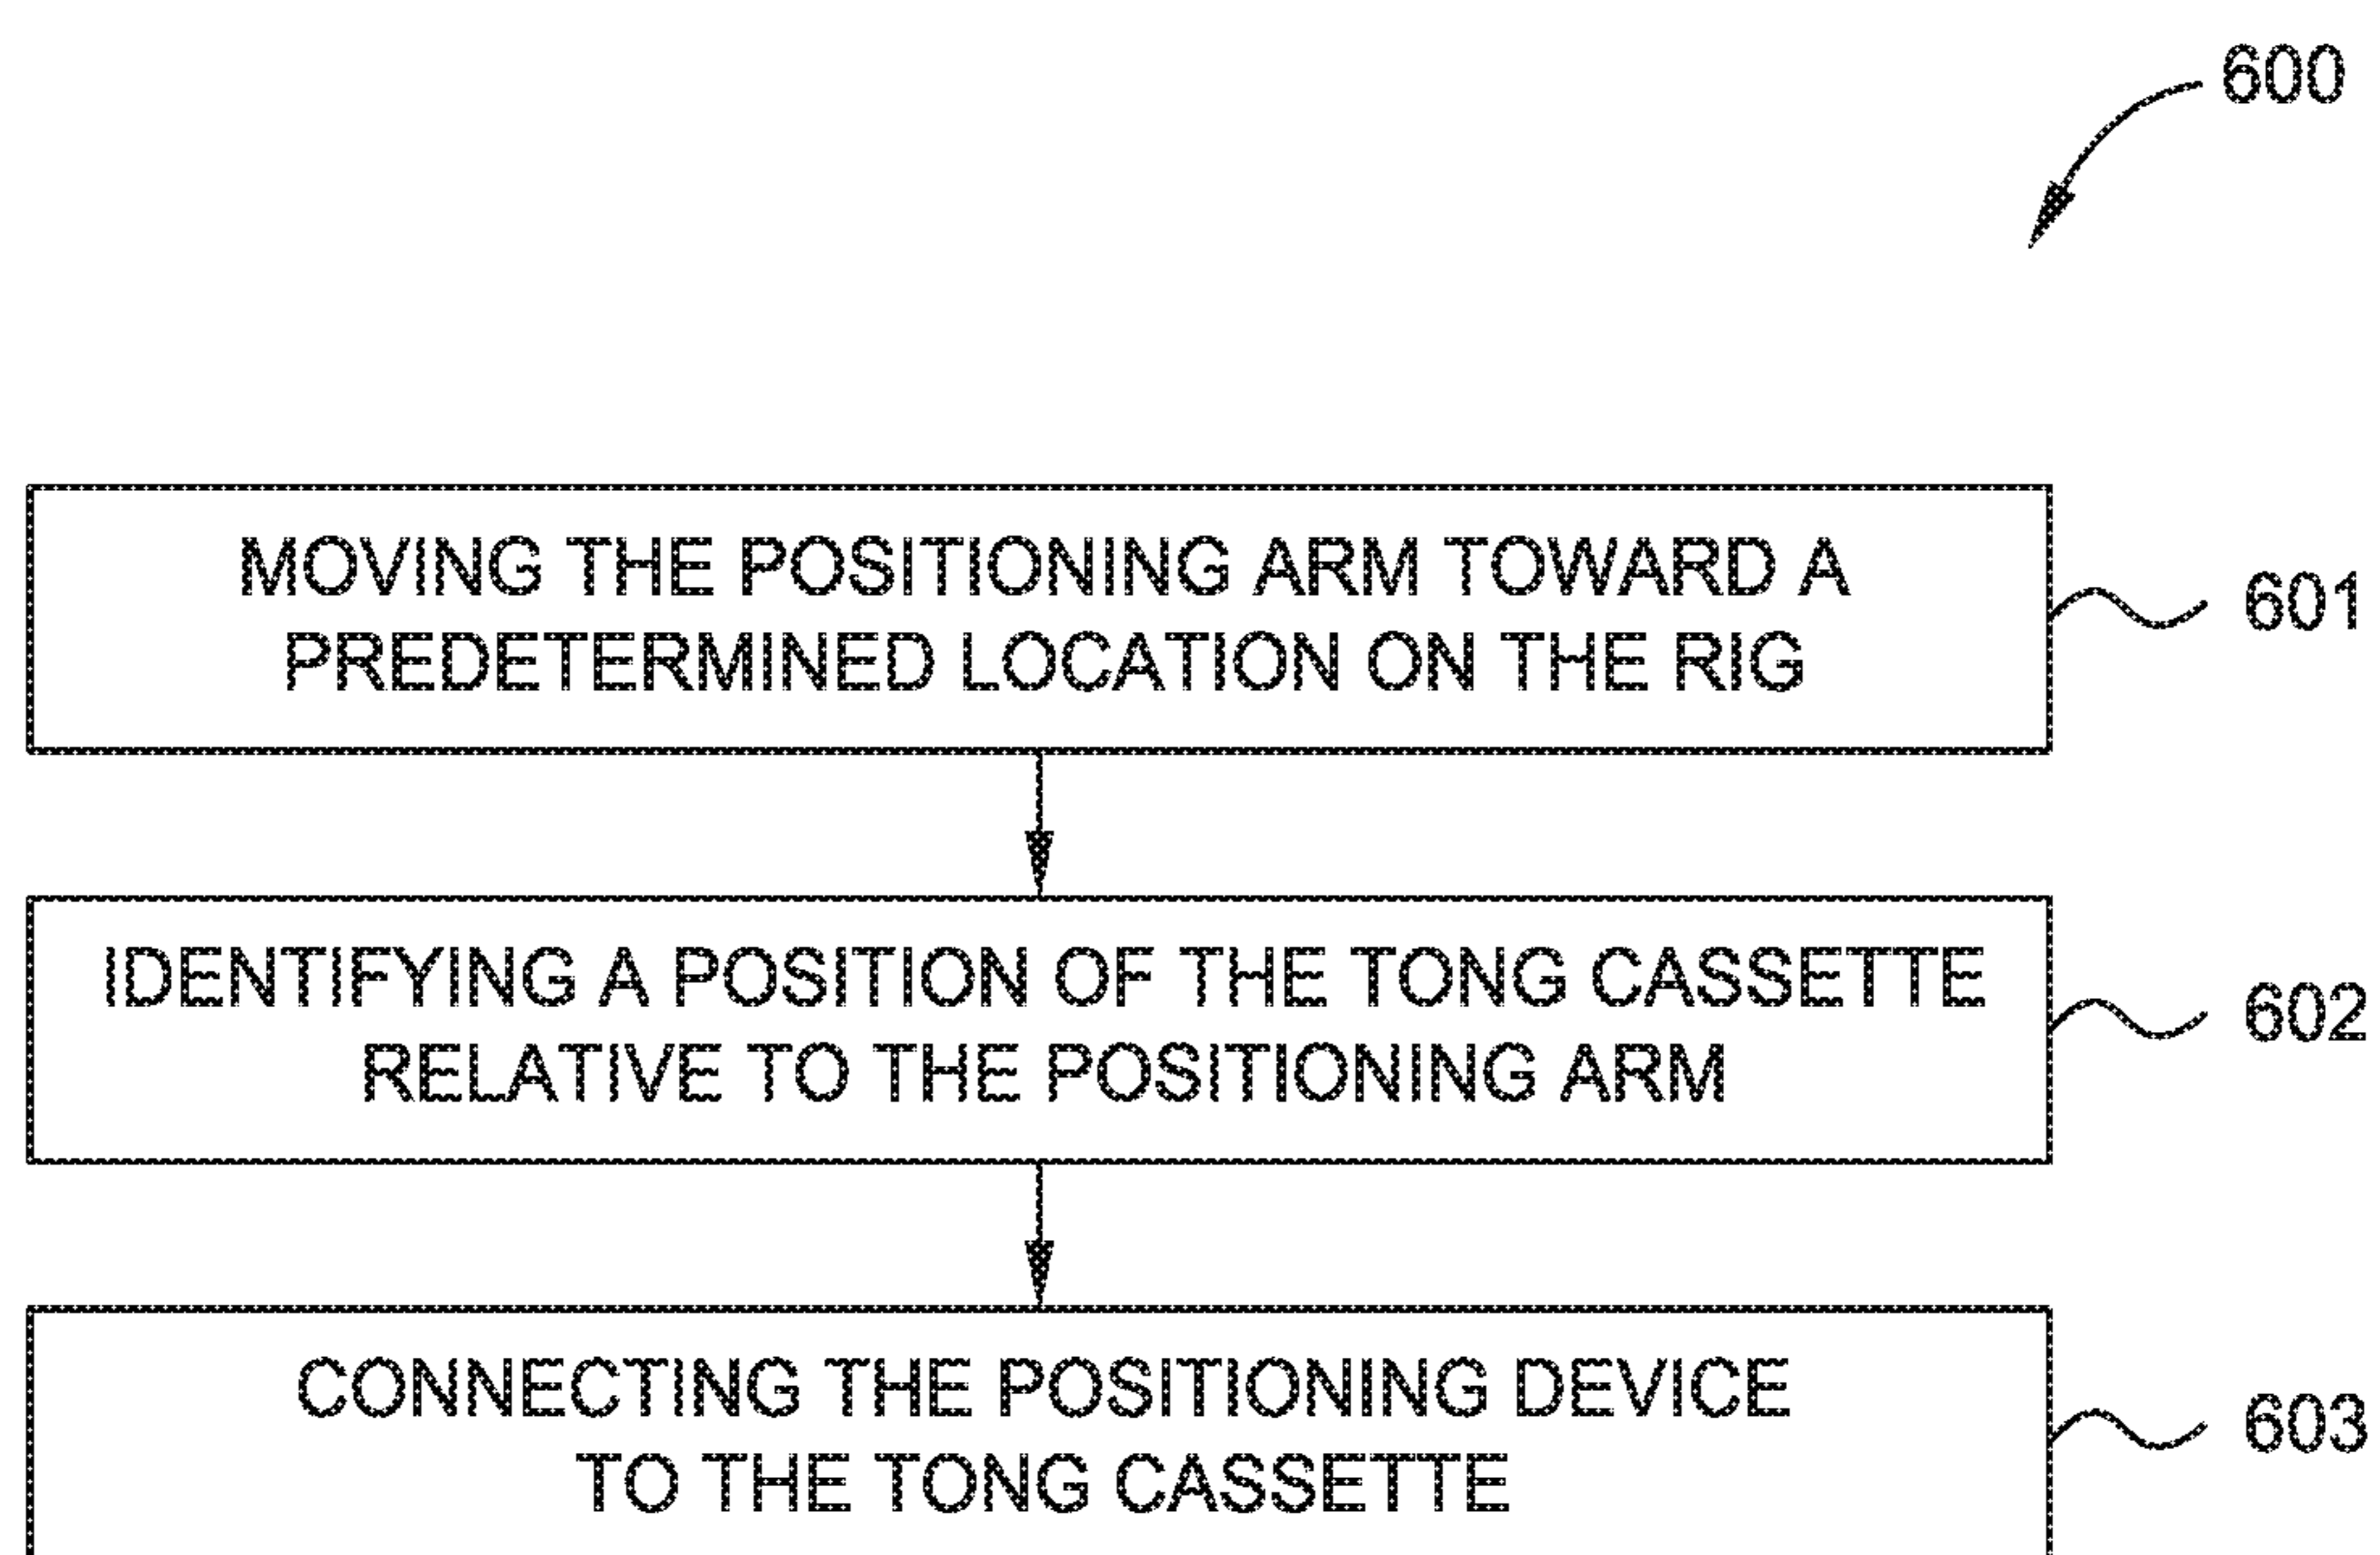 600
MOVING THE POSITIONING ARM TOWARD A
PREDETERMINED LOCATION ON THE RIG
601
IDENTIFYING A POSITION OF THE TONG CASSETTE
RELATIVE TO THE POSITIONING ARM
602
CONNECTING THE POSITIONING DEVICE
TO THE TONG CASSETTE
603